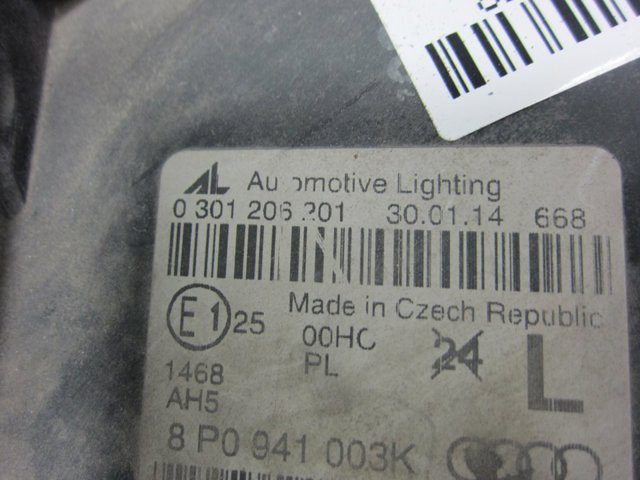 AL Automotive Lighting
0 301 206 201 30.01.14 668
Made in Czech Republic
E1 25 00HC 24 L
1468 PL
AH5
8 P0 941 003K